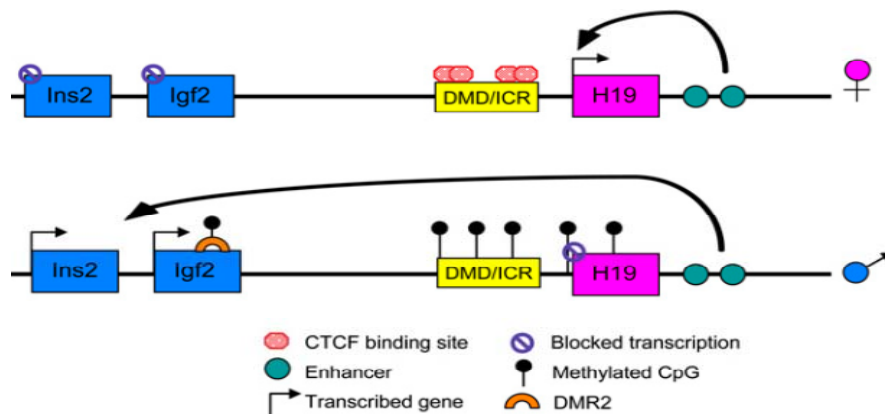 Ins2 Igf2 DMD/ICR H19
Ins2 Igf2 DMD/ICR H19
CTCF binding site Blocked transcription
Enhancer Methylated CpG
Transcribed gene DMR2